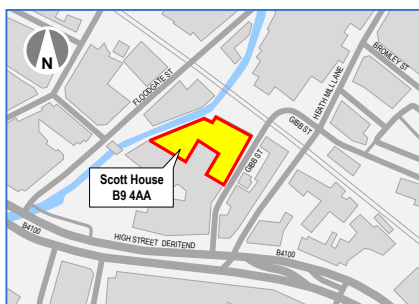 N
FLOODGATE ST
HEATH MILL LANE
BROMLEY ST
GIBB ST
GIBB ST
Scott House
B9 4AA
B4100
HIGH STREET DERITEND
B4100